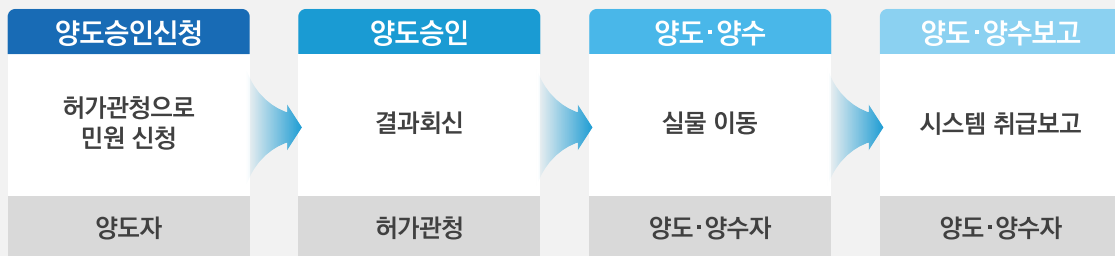 양도승인신청
허가관청으로
민원 신청
양도자
양도승인
결과회신
허가관청
양도·양수
실물 이동
양도·양수자
양도·양수보고
시스템 취급보고
양도·양수자